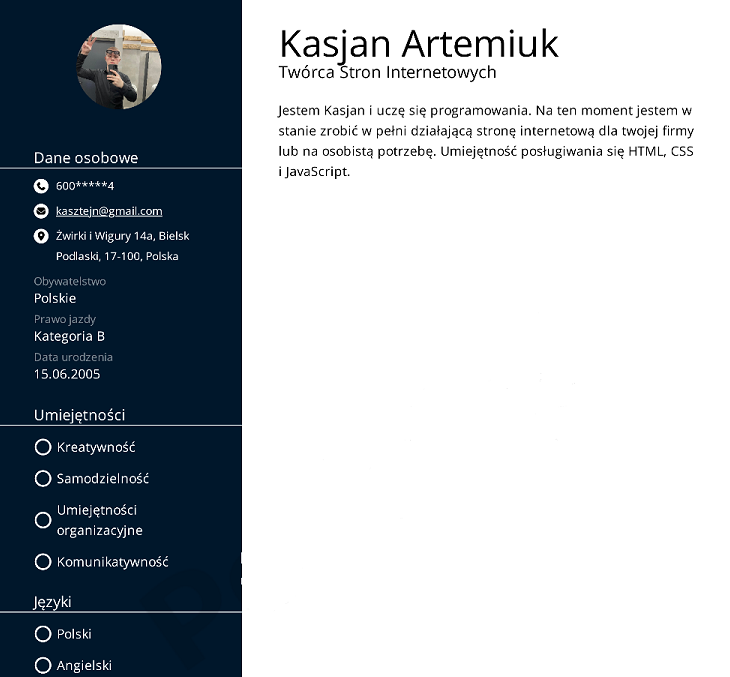 Kasjan Artemiuk
Twórca Stron Internetowych
Jestem Kasjan i uczę się programowania. Na ten moment jestem w
stanie zrobić w pełni działającą stronę internetową dla twojej firmy
lub na osobistą potrzebę. Umiejętność posługiwania się HTML, CSS
i JavaScript.
Dane osobowe
600*****4
kasztejn@gmail.com
Żwirki i Wigury 14a, Bielsk
Podlaski, 17-100, Polska
Obywatelstwo
Polskie
Prawo jazdy
Kategoria B
Data urodzenia
15.06.2005
Umiejętności
Kreatywność
Samodzielność
Umiejętności
organizacyjne
Komunikatywność
Języki
Polski
Angielski